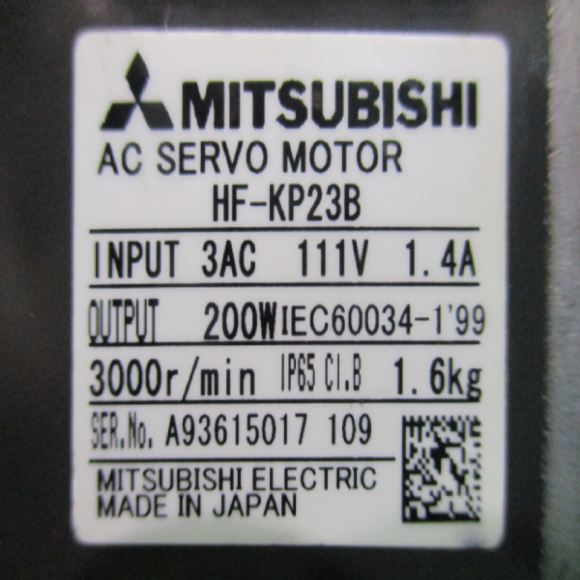 MITSUBISHI
AC SERVO MOTOR
HF-KP23B
INPUT 3AC 111V 1.4A
OUTPUT 200W IEC60034-1'99
3000r/min IP65 CI.B 1.6kg
SER.No. A93615017 109
MITSUBISHI ELECTRIC
MADE IN JAPAN